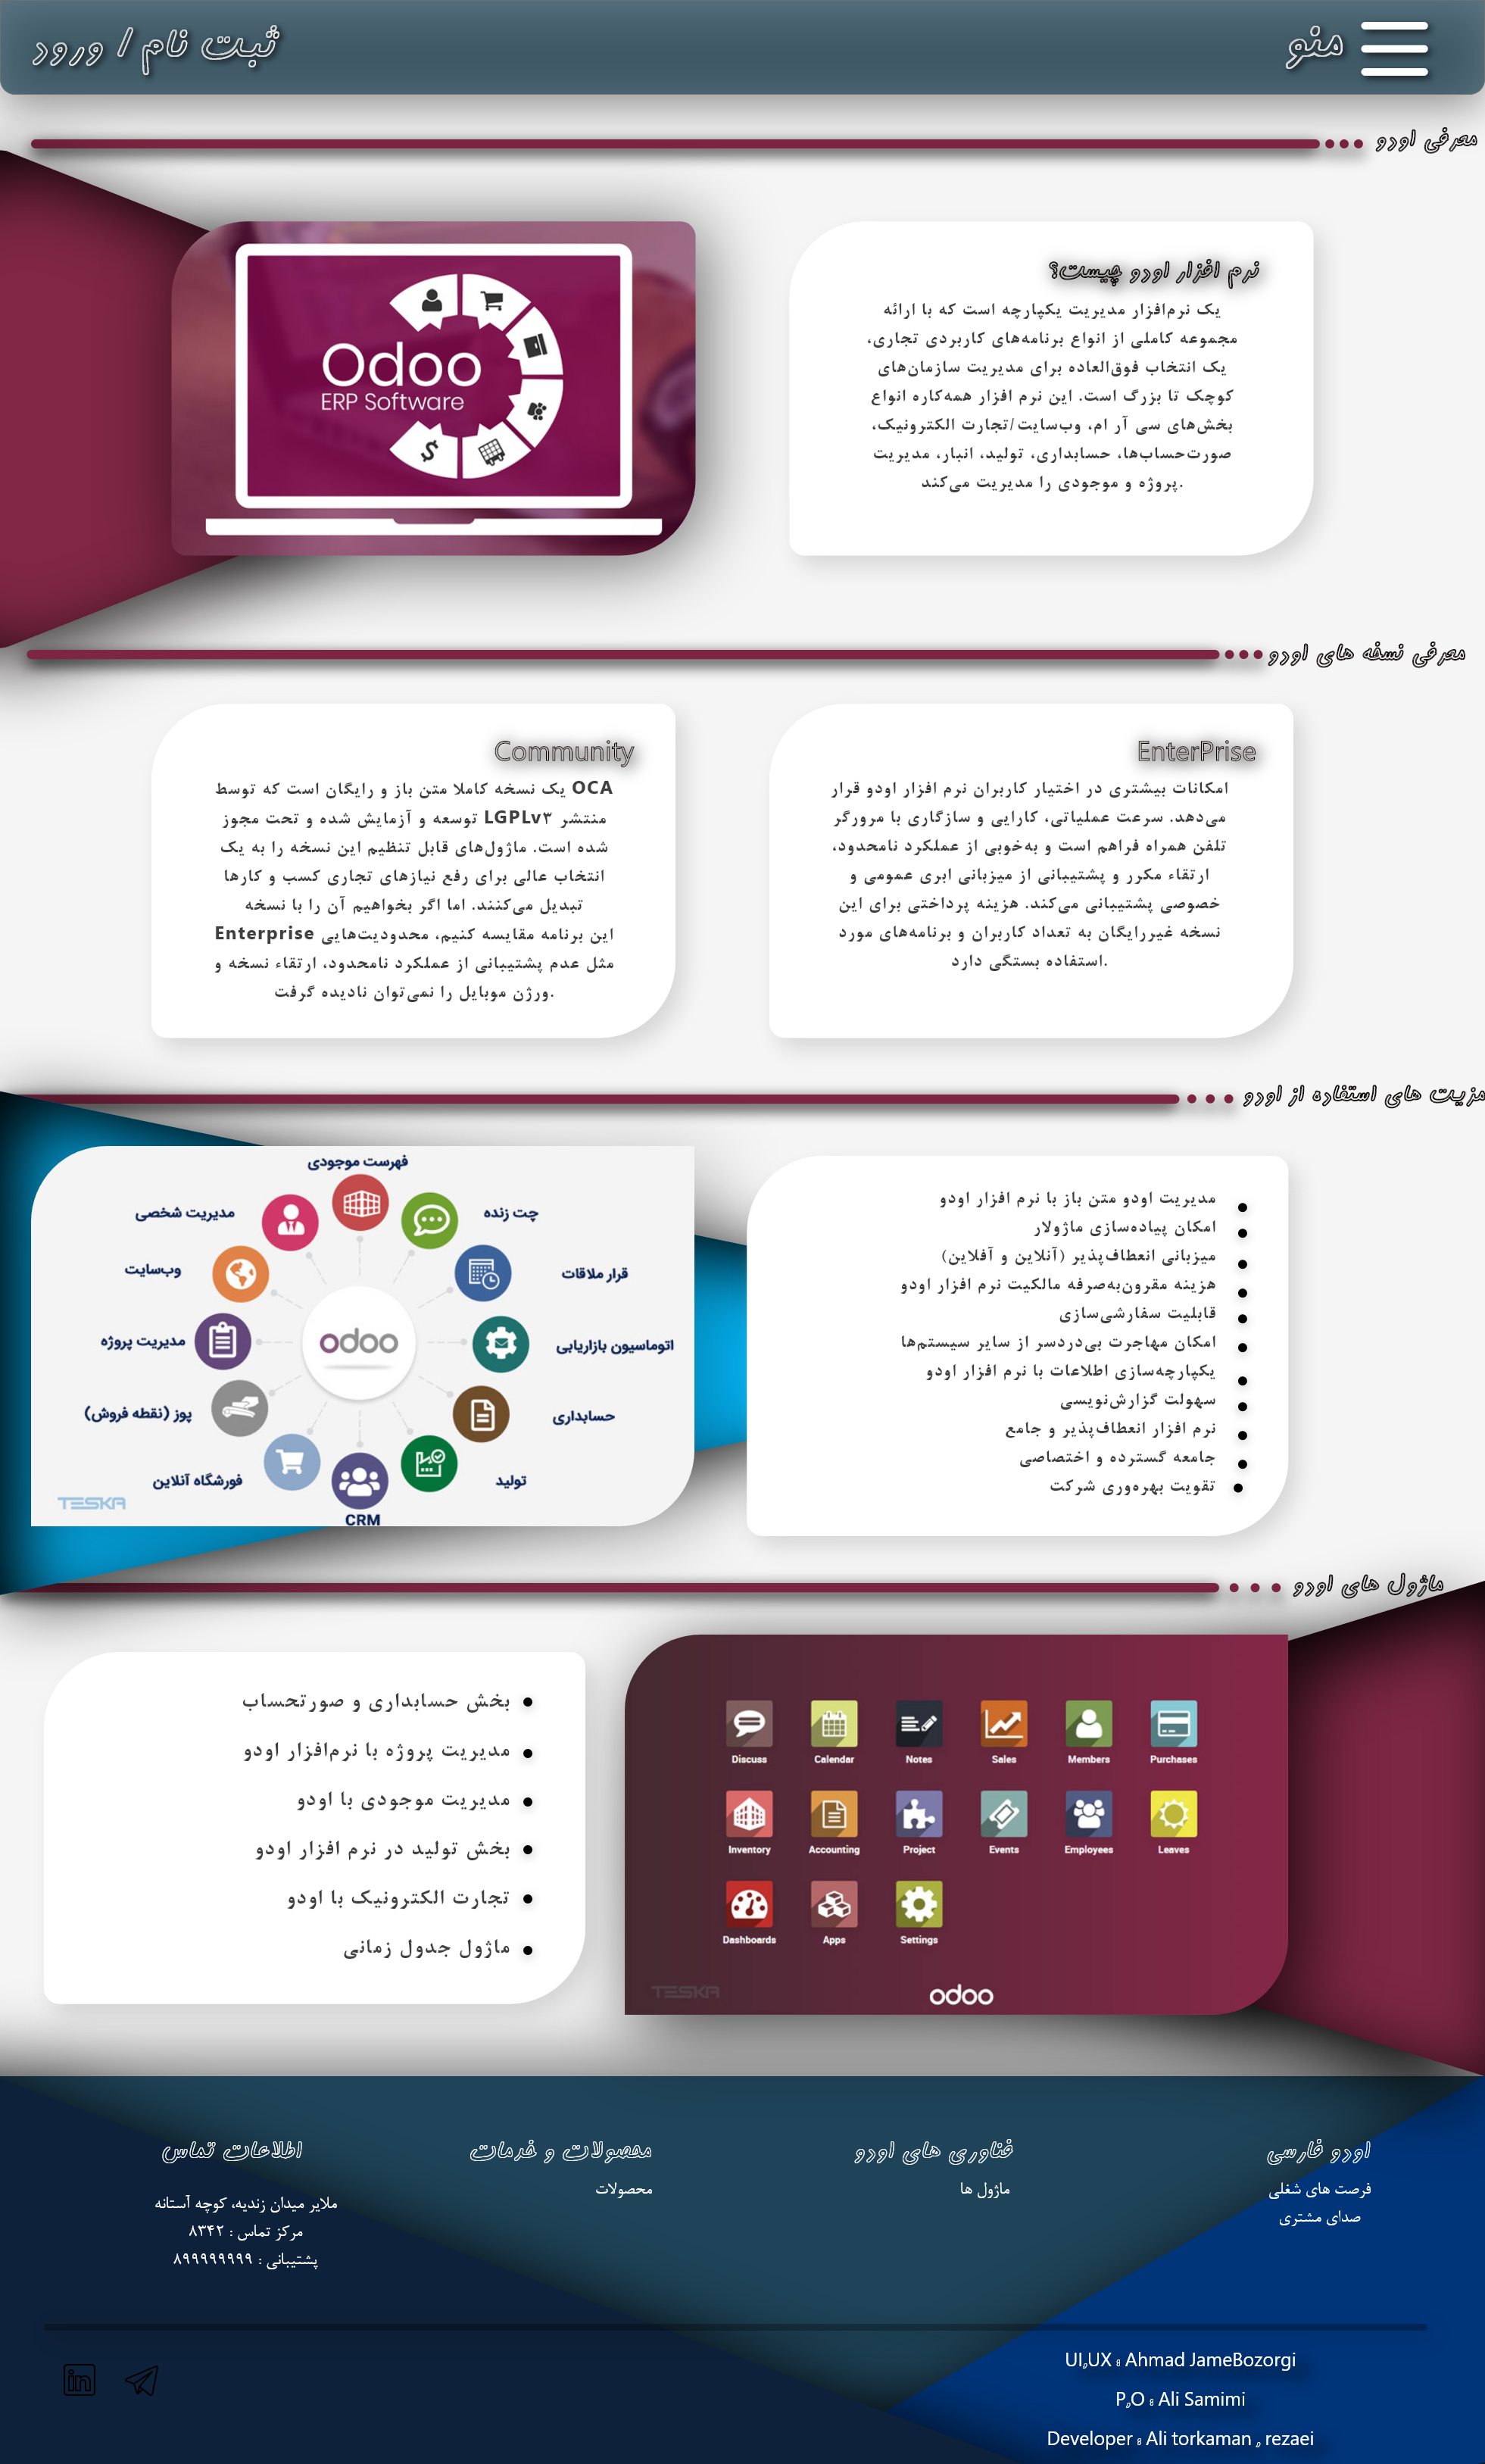 منو
ثبت نام / ورود
معرفی اودو
Odoo
ERP Software
نرم افزار اودو چیست؟
یک نرم‌افزار مدیریت یکپارچه است که با ارائه
مجموعه کاملی از انواع برنامه‌های کاربردی تجاری،
یک انتخاب فوق‌العاده برای مدیریت سازمان‌های
کوچک تا بزرگ است. این نرم افزار همه‌کاره انواع
بخش‌های سی آر ام، وب‌سایت/تجارت الکترونیک،
صورت‌حساب‌ها، حسابداری، تولید، انبار، مدیریت
پروژه و موجودی را مدیریت می‌کند.
معرفی نسخه های اودو
EnterPrise
امکانات بیشتری در اختیار کاربران نرم افزار اودو قرار
می‌دهد. سرعت عملیاتی، کارایی و سازگاری با مرورگر
تلفن همراه فراهم است و به‌خوبی از عملکرد نامحدود،
ارتقاء مکرر و پشتیبانی از میزبانی ابری عمومی و
خصوصی پشتیبانی می‌کند. هزینه پرداختی برای این
نسخه غیررایگان به تعداد کاربران و برنامه‌های مورد
استفاده بستگی دارد.
Community
یک نسخه کاملا متن باز و رایگان است که توسط OCA
توسعه و آزمایش شده و تحت مجوز LGPLv۳ منتشر
شده است. ماژول‌های قابل تنظیم این نسخه را به یک
انتخاب عالی برای رفع نیازهای تجاری کسب و کارها
تبدیل می‌کنند. اما اگر بخواهیم آن را با نسخه
Enterprise این برنامه مقایسه کنیم، محدودیت‌هایی
مثل عدم پشتیبانی از عملکرد نامحدود، ارتقاء نسخه و
ورژن موبایل را نمی‌توان نادیده گرفت.
مزیت های استفاده از اودو
مدیریت اودو متن باز با نرم افزار اودو
امکان پیاده‌سازی ماژولار
میزبانی انعطاف‌پذیر (آنلاین و آفلاین)
هزینه مقرون‌به‌صرفه مالکیت نرم افزار اودو
قابلیت سفارشی‌سازی
امکان مهاجرت بی‌دردسر از سایر سیستم‌ها
یکپارچه‌سازی اطلاعات با نرم افزار اودو
سهولت گزارش‌نویسی
نرم افزار انعطاف‌پذیر و جامع
جامعه گسترده و اختصاصی
تقویت بهره‌وری شرکت
فهرست موجودی
چت زنده
مدیریت شخصی
قرار ملاقات
وب‌سایت
odoo
اتوماسیون بازاریابی
مدیریت پروژه
حسابداری
پوز (نقطه فروش)
تولید
فورشگاه آنلاین
CRM
TESKA
ماژول های اودو
Discuss
Calendar
Notes
Sales
Members
Purchases
Inventory
Accounting
Project
Events
Employees
Leaves
Dashboards
Apps
Settings
TESKA
odoo
بخش حسابداری و صورتحساب
مدیریت پروژه با نرم‌افزار اودو
مدیریت موجودی با اودو
بخش تولید در نرم افزار اودو
تجارت الکترونیک با اودو
ماژول جدول زمانی
اودو فارسی
فرصت های شغلی
صدای مشتری
فناوری های اودو
ماژول ها
محصولات و خدمات
محصولات
اطلاعات تماس
ملایر میدان زندیه، کوچه آستانه
مرکز تماس : ۸۳۴۲
پشتیبانی : ۸۹۹۹۹۹۹۹۹
UI,UX : Ahmad JameBozorgi
P,O : Ali Samimi
Developer : Ali torkaman , rezaei
in